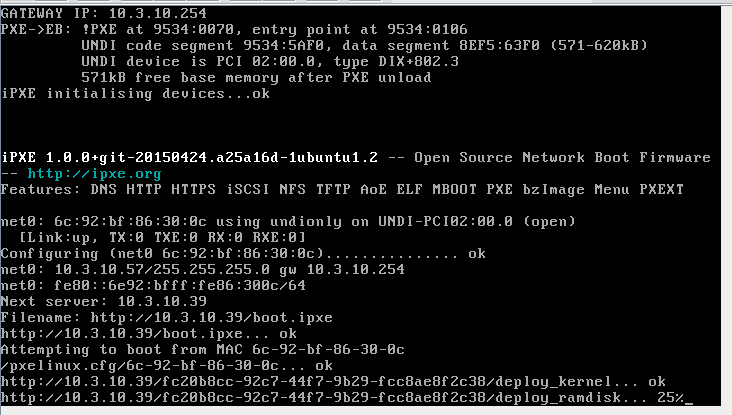 GATEWAY IP: 10.3.10.254
PXE->EB: !PXE at 9534:0070, entry point at 9534:0106
UNDI code segment 9534:5AF0, data segment 8EF5:63F0 (571-620kB)
UNDI device is PCI 02:00.0, type DIX+802.3
571kB free base memory after PXE unload
iPXE initialising devices...ok
iPXE 1.0.0+git-20150424.a25a16d-1ubuntu1.2 -- Open Source Network Boot Firmware
-- http://ipxe.org
Features: DNS HTTP HTTPS iSCSI NFS TFTP AoE ELF MBOOT PXE bzImage Menu PXEXT
net0: 6c:92:bf:86:30:0c using undionly on UNDI-PCI02:00.0 (open)
[Link:up, TX:0 TXE:0 RX:0 RXE:0]
Configuring (net0 6c:92:bf:86:30:0c)............... ok
net0: 10.3.10.57/255.255.255.0 gw 10.3.10.254
net0: fe80::6e92:bfff:fe86:300c/64
Next server: 10.3.10.39
Filename: http://10.3.10.39/boot.ipxe
http://10.3.10.39/boot.ipxe... ok
Attempting to boot from MAC 6c-92-bf-86-30-0c
/pxelinux.cfg/6c-92-bf-86-30-0c... ok
http://10.3.10.39/fc20b8cc-92c7-44f7-9b29-fcc8ae8f2c38/deploy_kernel... ok
http://10.3.10.39/fc20b8cc-92c7-44f7-9b29-fcc8ae8f2c38/deploy_ramdisk... 25%_